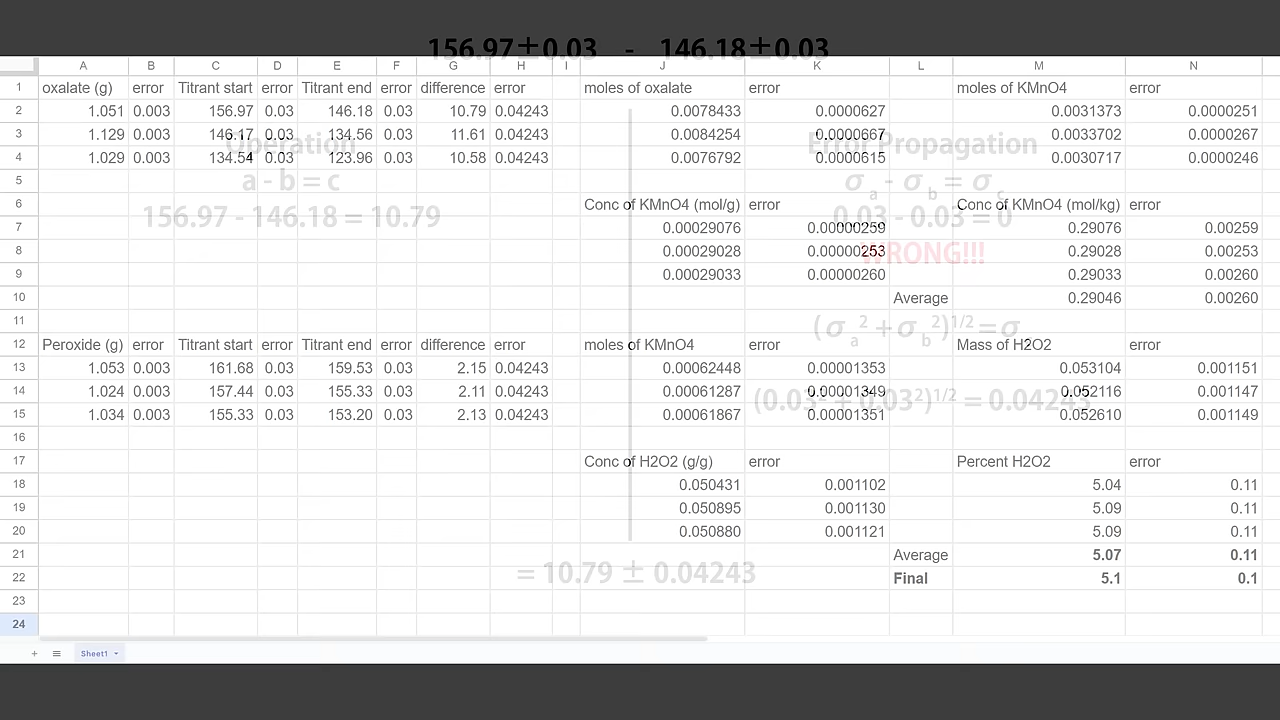 156.97±0.03 - 146.18±0.03
A B C D E F G H I J K L M N
1 oxalate (g) error Titrant start error Titrant end error difference error moles of oxalate error moles of KMnO4 error
2 1.051 0.003 156.97 0.03 146.18 0.03 10.79 0.04243 0.0078433 0.0000627 0.0031373 0.0000251
3 1.129 0.003 146.17 0.03 134.56 0.03 11.61 0.04243 0.0084254 0.0000667 0.0033702 0.0000267
Operation Error Propagation
4 1.029 0.003 134.54 0.03 123.96 0.03 10.58 0.04243 0.0076792 0.0000615 0.0030717 0.0000246
5
a - b = c σa - σb = σc
6 Conc of KMnO4 (mol/g) error Conc of KMnO4 (mol/kg) error
156.97 - 146.18 = 10.79 0.03 - 0.03 = 0
7 0.00029076 0.00000259 0.29076 0.00259
8 0.00029028 0.00000253 0.29028 0.00253
WRONG!!!
9 0.00029033 0.00000260 0.29033 0.00260
10 Average 0.29046 0.00260
11
(σa² + σb²)1/2 = σ
12 Peroxide (g) error Titrant start error Titrant end error difference error moles of KMnO4 error Mass of H2O2 error
13 1.053 0.003 161.68 0.03 159.53 0.03 2.15 0.04243 0.00062448 0.00001353 0.053104 0.001151
14 1.024 0.003 157.44 0.03 155.33 0.03 2.11 0.04243 0.00061287 0.00001349 0.052116 0.001147
(0.03² + 0.03²)1/2 = 0.04243
15 1.034 0.003 155.33 0.03 153.20 0.03 2.13 0.04243 0.00061867 0.00001351 0.052610 0.001149
16
17 Conc of H2O2 (g/g) error Percent H2O2 error
18 0.050431 0.001102 5.04 0.11
19 0.050895 0.001130 5.09 0.11
20 0.050880 0.001121 5.09 0.11
21 Average 5.07 0.11
= 10.79 ± 0.04243
22 Final 5.1 0.1
23
24
+ Sheet1